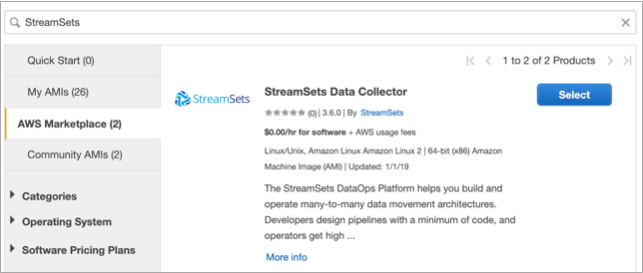 StreamSets
Quick Start (0)
My AMIs (26)
AWS Marketplace (2)
Community AMIs (2)
Categories
Operating System
Software Pricing Plans
1 to 2 of 2 Products
StreamSets
StreamSets Data Collector
(0) | 3.6.0 | By StreamSets
$0.00/hr for software + AWS usage fees
Linux/Unix, Amazon Linux Amazon Linux 2 | 64-bit (x86) Amazon
Machine Image (AMI) | Updated: 1/1/19
The StreamSets DataOps Platform helps you build and
operate many-to-many data movement architectures.
Developers design pipelines with a minimum of code, and
operators get high ...
More info
Select